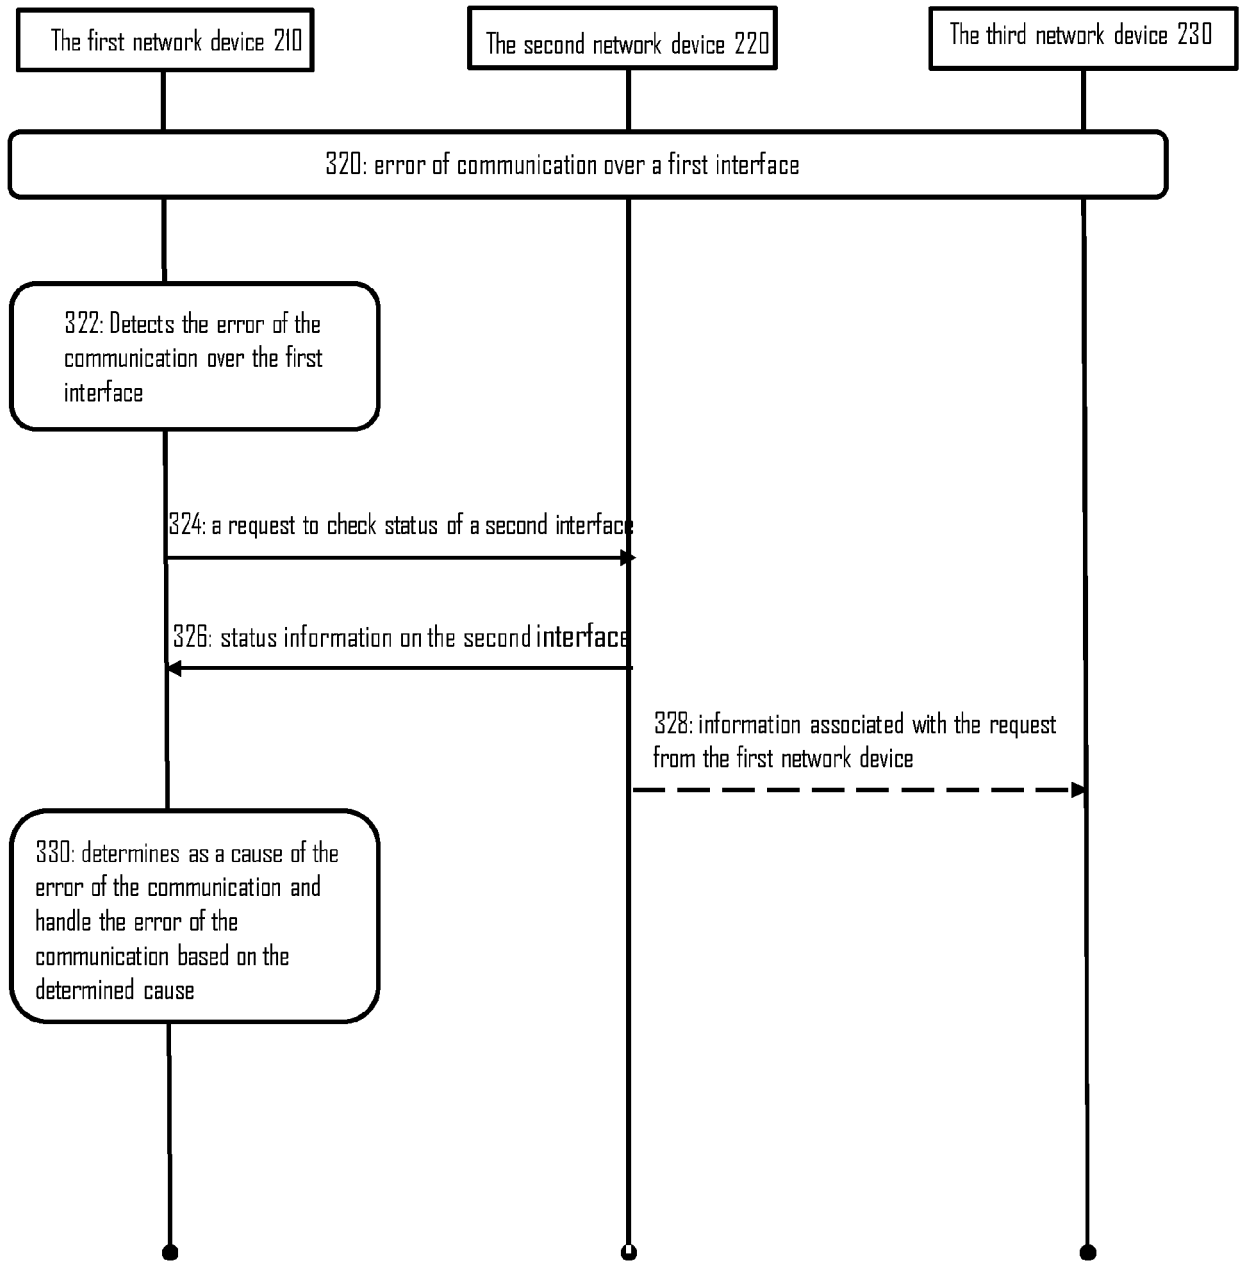 The first network device 210
The second network device 220
The third network device 230
320: error of communication over a first interface
322: Detects the error of the
communication over the first
interface
324: a request to check status of a second interface
326: status information on the second interface
328: information associated with the request
from the first network device
330: determines as a cause of the
error of the communication and
handle the error of the
communication based on the
determined cause